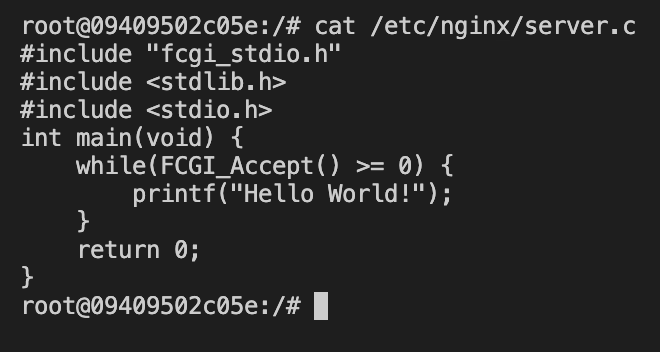 root@09409502c05e:/# cat /etc/nginx/server.c
#include "fcgi_stdio.h"
#include <stdlib.h>
#include <stdio.h>
int main(void) {
    while(FCGI_Accept() >= 0) {
        printf("Hello World!");
    }
    return 0;
}
root@09409502c05e:/#